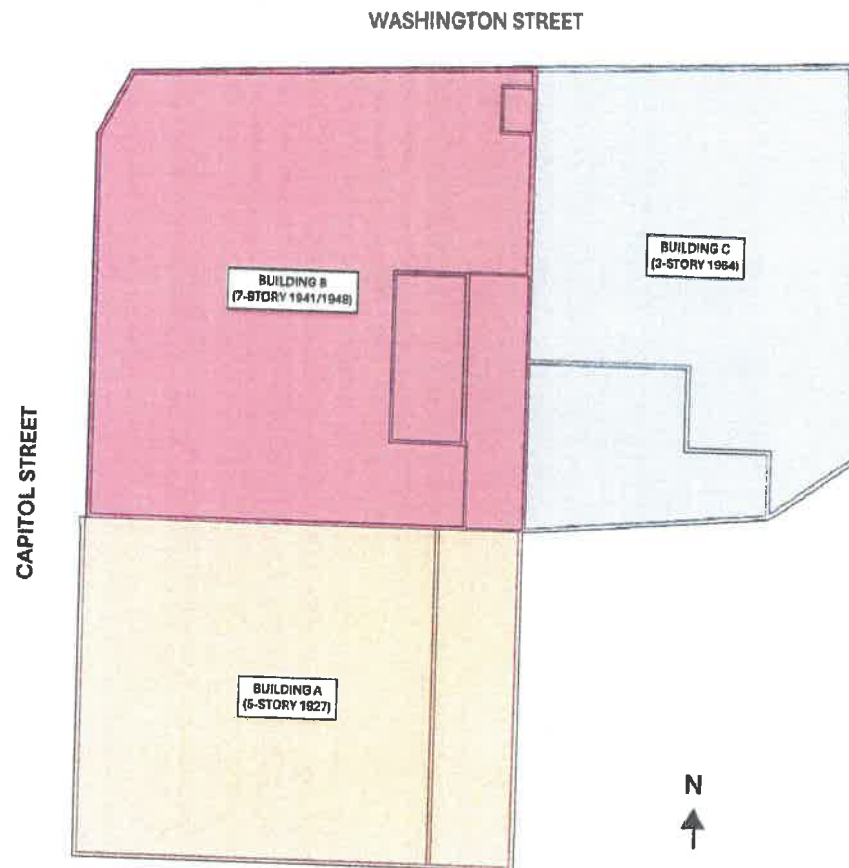 WASHINGTON STREET
BUILDING C
(3-STORY 1964)
BUILDING B
(7-STORY 1941/1948)
CAPITOL STREET
BUILDING A
(5-STORY 1927)
N